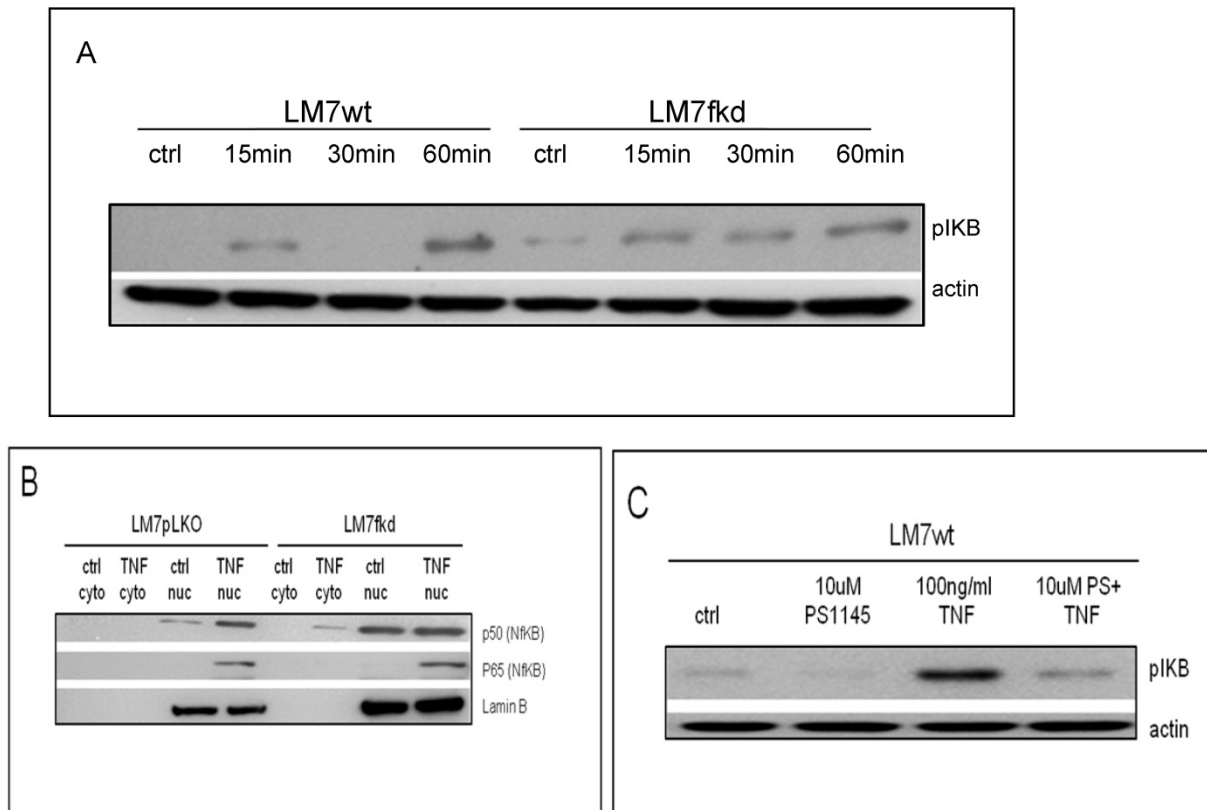 A
LM7wt LM7fkd
ctrl 15min 30min 60min ctrl 15min 30min 60min
pIKB
actin
B
LM7pLKO LM7fkd
ctrl TNF ctrl TNF ctrl TNF ctrl TNF
cyto cyto nuc nuc cyto cyto nuc nuc
p50 (NfKB)
P65 (NfKB)
Lamin B
C
LM7wt
10uM 100ng/ml 10uM PS+
ctrl PS1145 TNF TNF
pIKB
actin